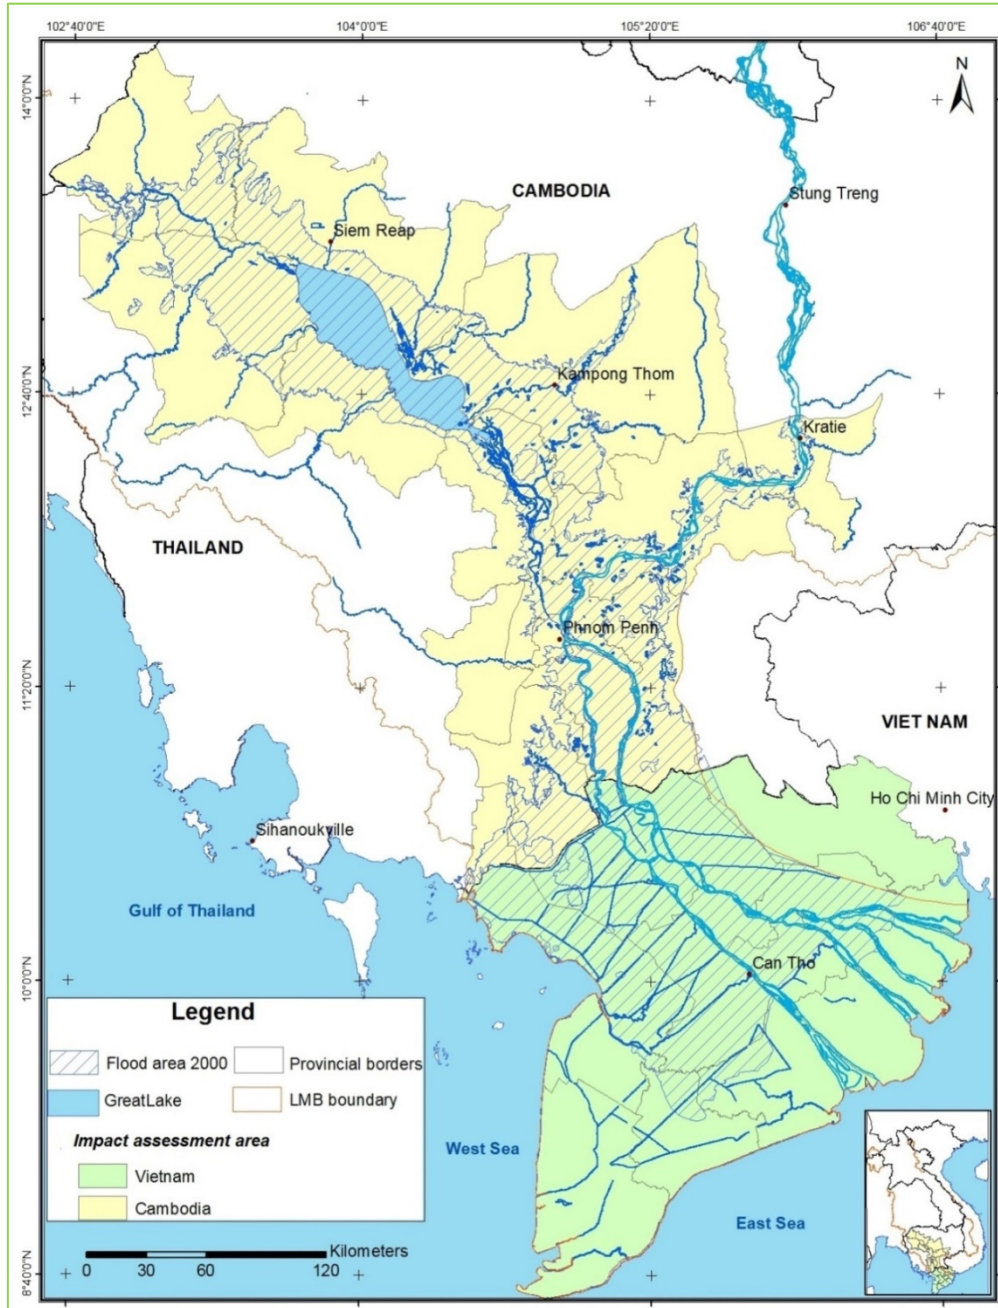 102°40'0"E
104°0'0"E
105°20'0"E
106°40'0"E
N
14°0'0"N
CAMBODIA
Stung Treng
Siem Reap
Kampong Thom
12°40'0"N
Kratie
THAILAND
Phnom Penh
11°20'0"N
VIET NAM
Ho Chi Minh City
Sihanoukville
Gulf of Thailand
Can Tho
10°0'0"N
Legend
Flood area 2000
Provincial borders
GreatLake
LMB boundary
Impact assessment area
Vietnam
Cambodia
West Sea
East Sea
Kilometers
0 30 60 120
8°40'0"N